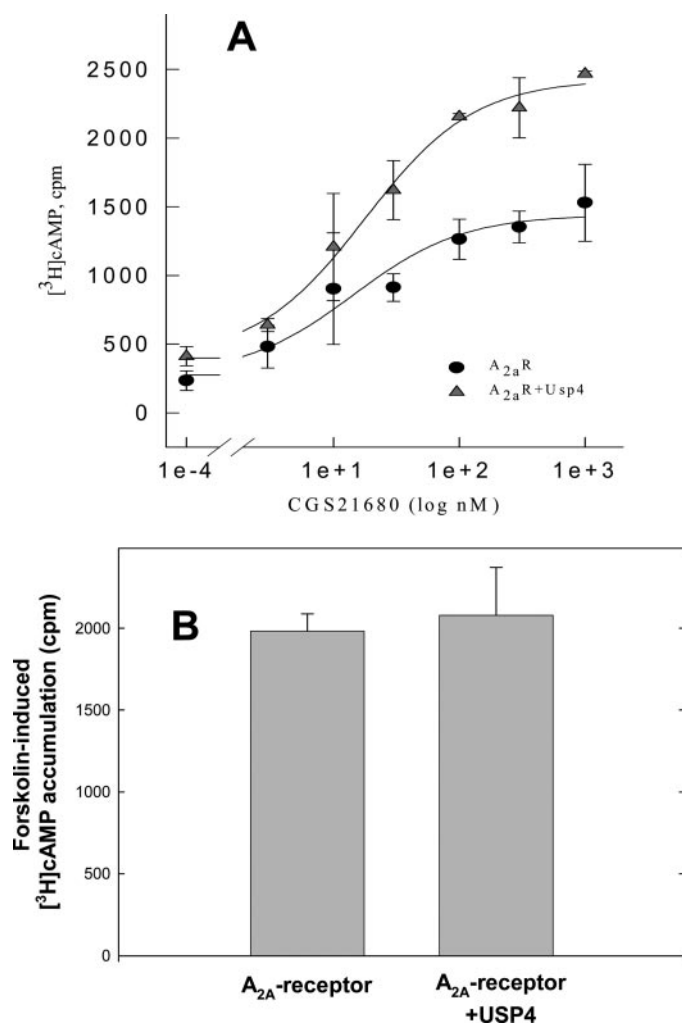 A
2500
2000
1500
1000
500
0
[³H]cAMP, cpm
A₂ₐR
A₂ₐR+Usp4
1e-4 1e+1 1e+2 1e+3
CGS21680 (log nM)
B
2000
1500
1000
500
0
Forskolin-induced
[³H]cAMP accumulation (cpm)
A₂A-receptor
A₂A-receptor
+USP4